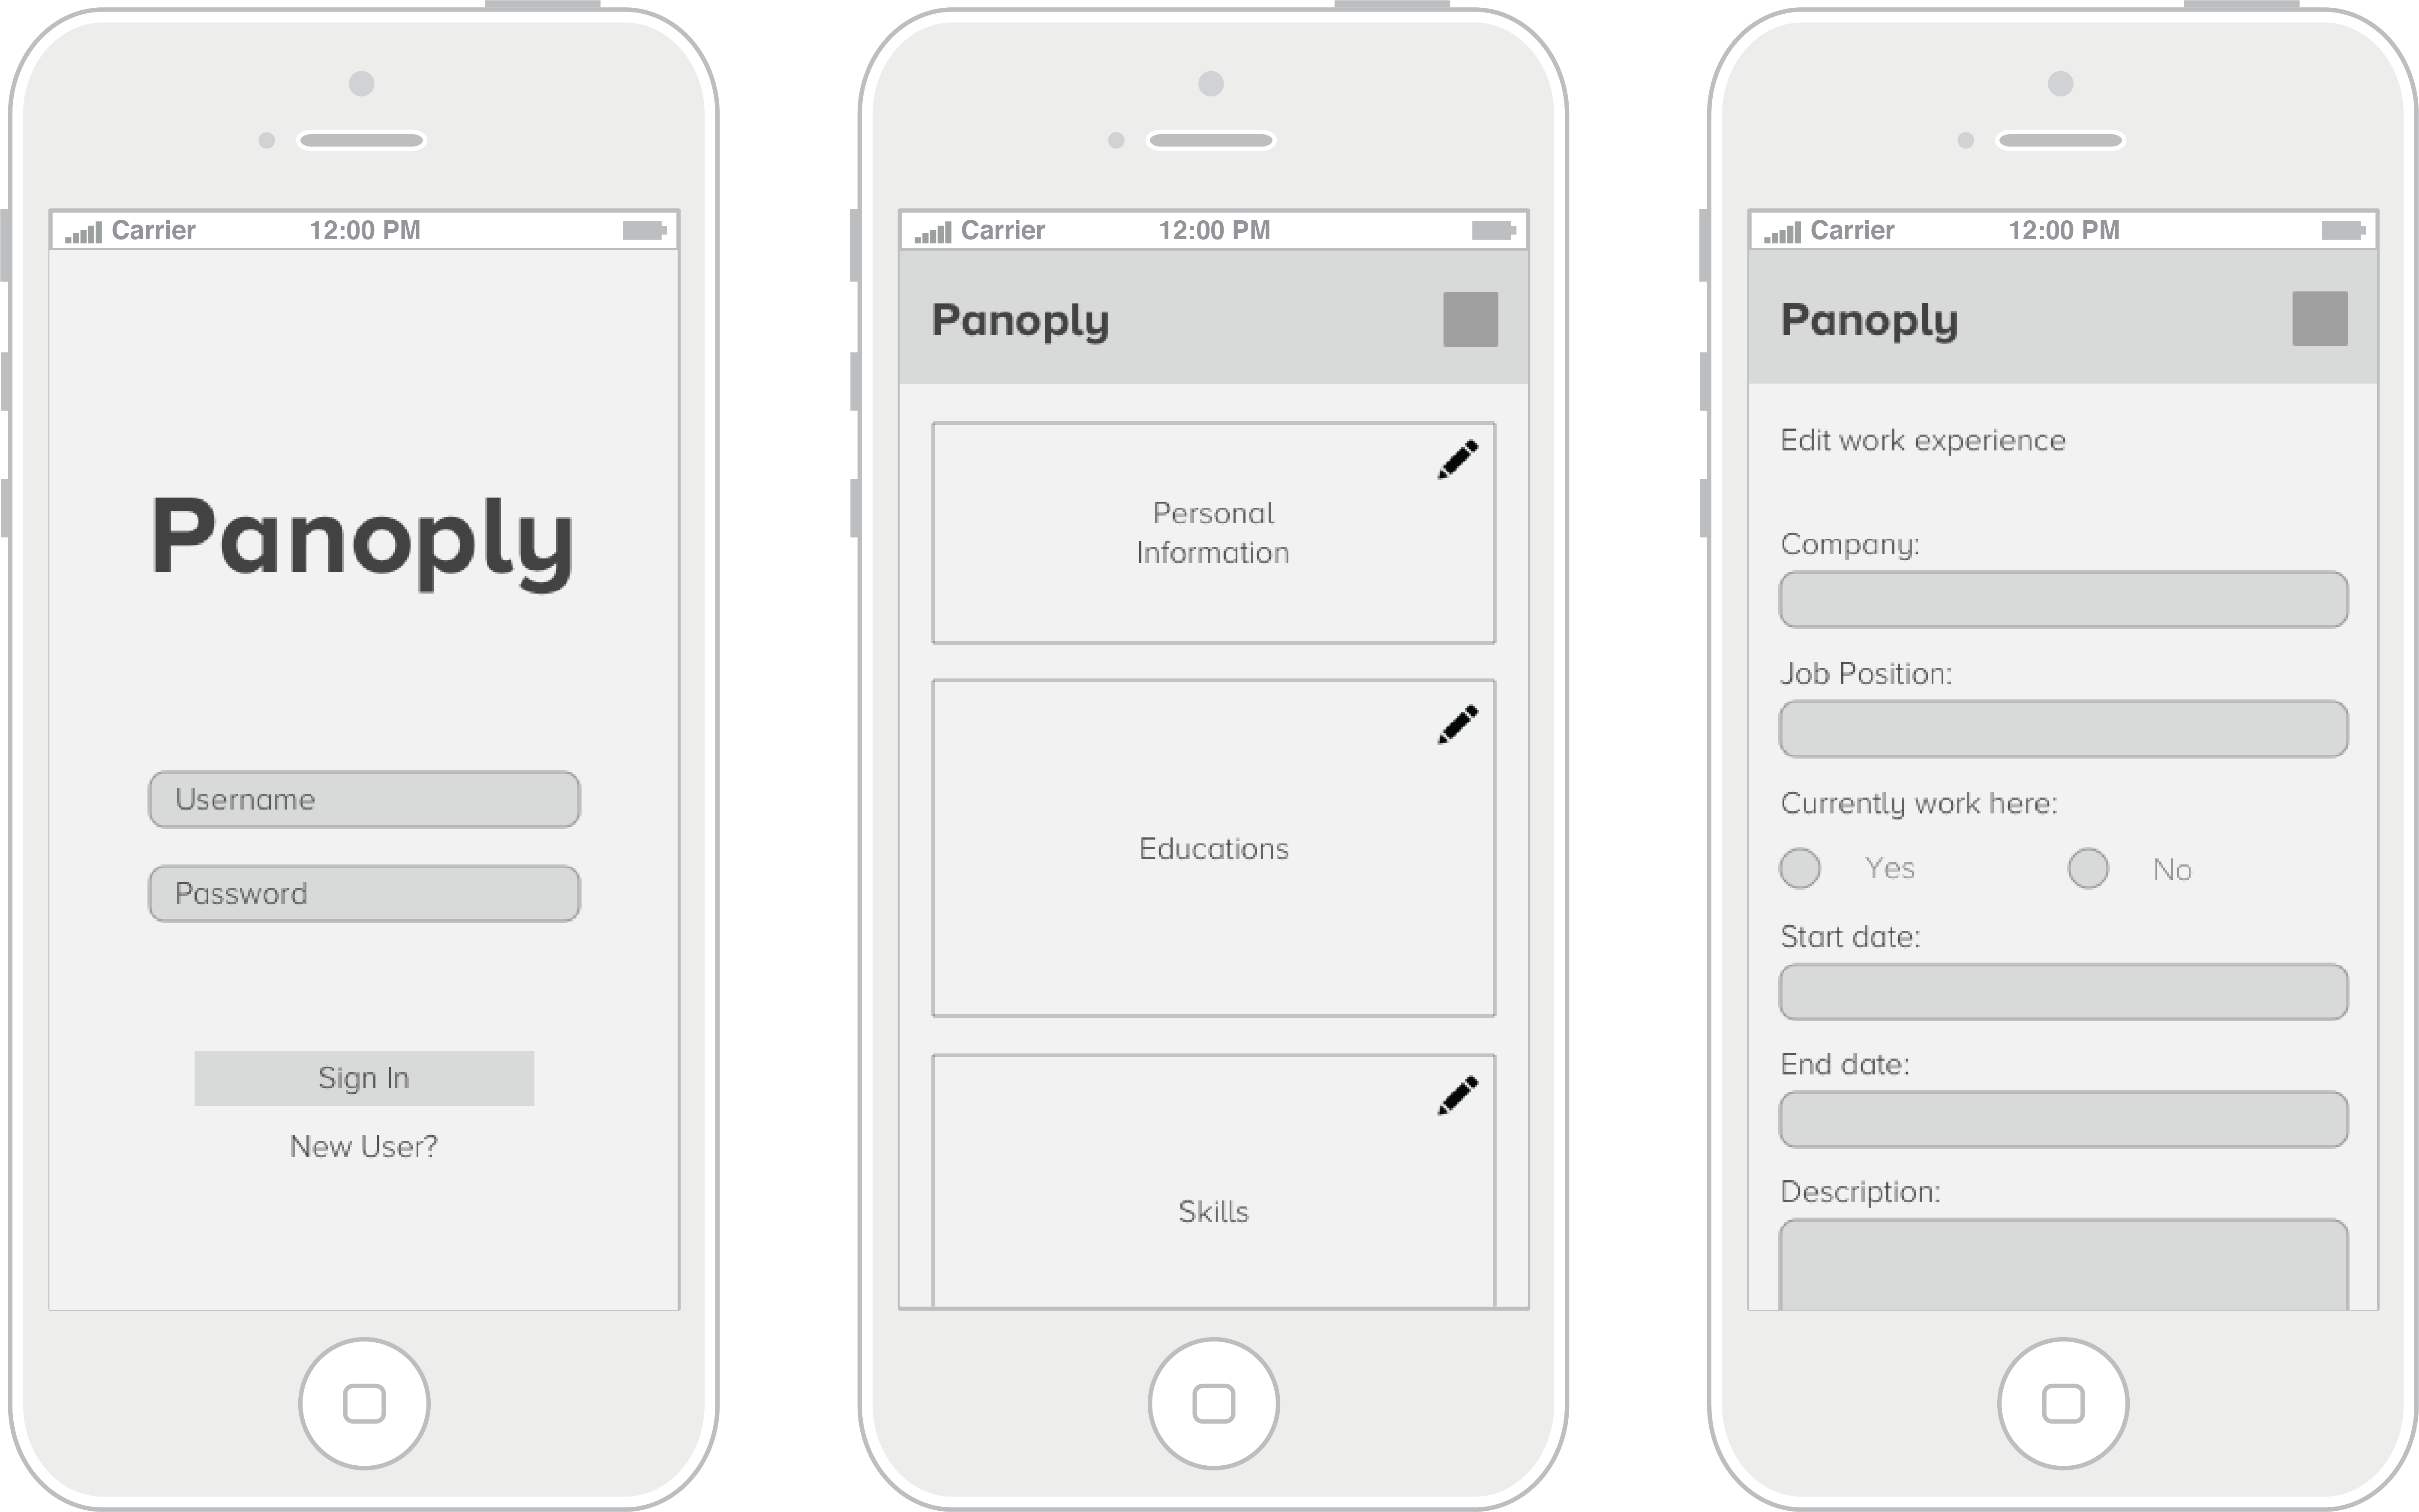 Carrier 12:00 PM
Panoply
Username
Password
Sign In
New User?
Carrier 12:00 PM
Panoply
Personal
Information
Educations
Skills
Carrier 12:00 PM
Panoply
Edit work experience
Company:
Job Position:
Currently work here:
Yes No
Start date:
End date:
Description: